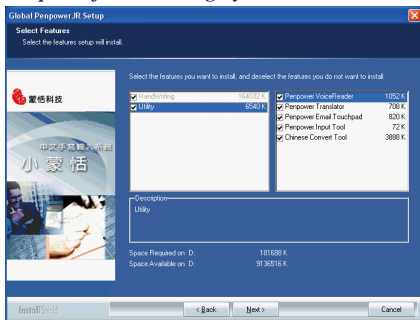 Global PenpowerJR Setup
Select Features
Select the features setup will install.
Select the features you want to install, and deselect the features you do not want to install.
HandWriting 164002 K
Utility 6540 K
Penpower VoiceReader 1052 K
Penpower Translator 708 K
Penpower Email Touchpad 820 K
Penpower Input Tool 72 K
Chinese Convert Tool 3888 K
蒙恬科技
中文手寫輸入系統
小蒙恬
Description
Utility
Space Required on D: 181688 K
Space Available on D: 9136516 K
InstallShield
< Back
Next >
Cancel